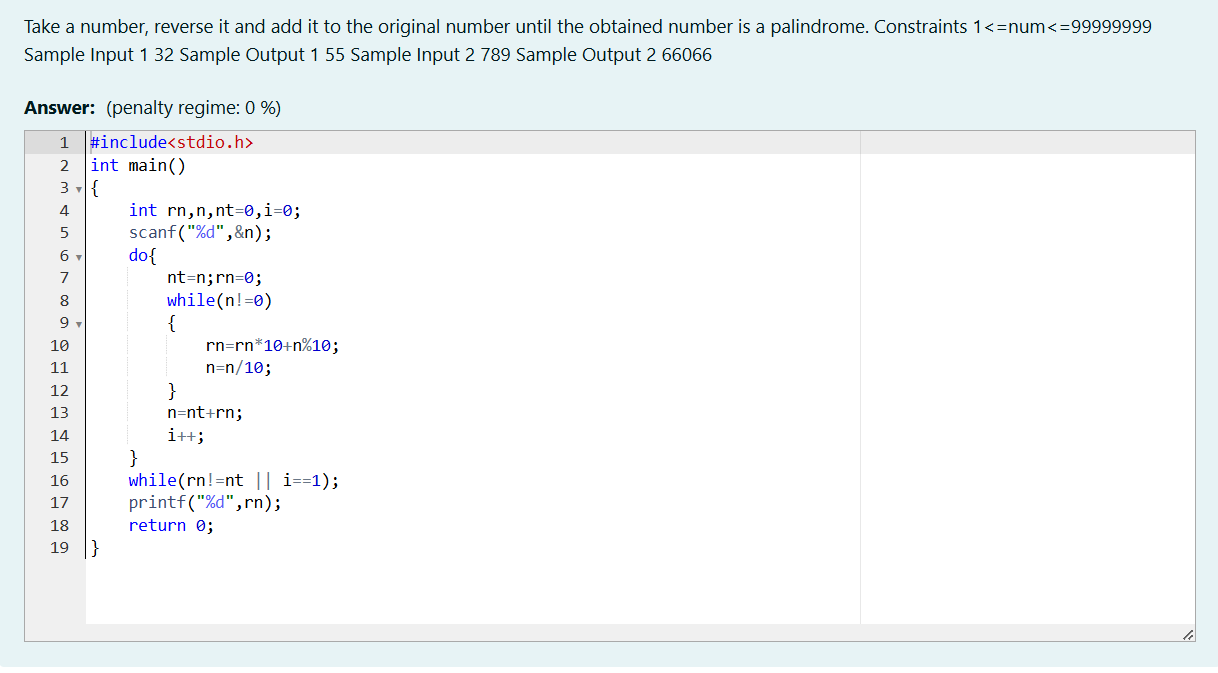 Take a number, reverse it and add it to the original number until the obtained number is a palindrome. Constraints 1<=num<=99999999
Sample Input 1 32 Sample Output 1 55 Sample Input 2 789 Sample Output 2 66066
Answer: (penalty regime: 0 %)
1 #include<stdio.h>
2 int main()
3 {
4     int rn,n,nt=0,i=0;
5     scanf("%d",&n);
6     do{
7         nt=n;rn=0;
8         while(n!=0)
9         {
10             rn=rn*10+n%10;
11             n=n/10;
12         }
13         n=nt+rn;
14         i++;
15     }
16     while(rn!=nt || i==1);
17     printf("%d",rn);
18     return 0;
19 }